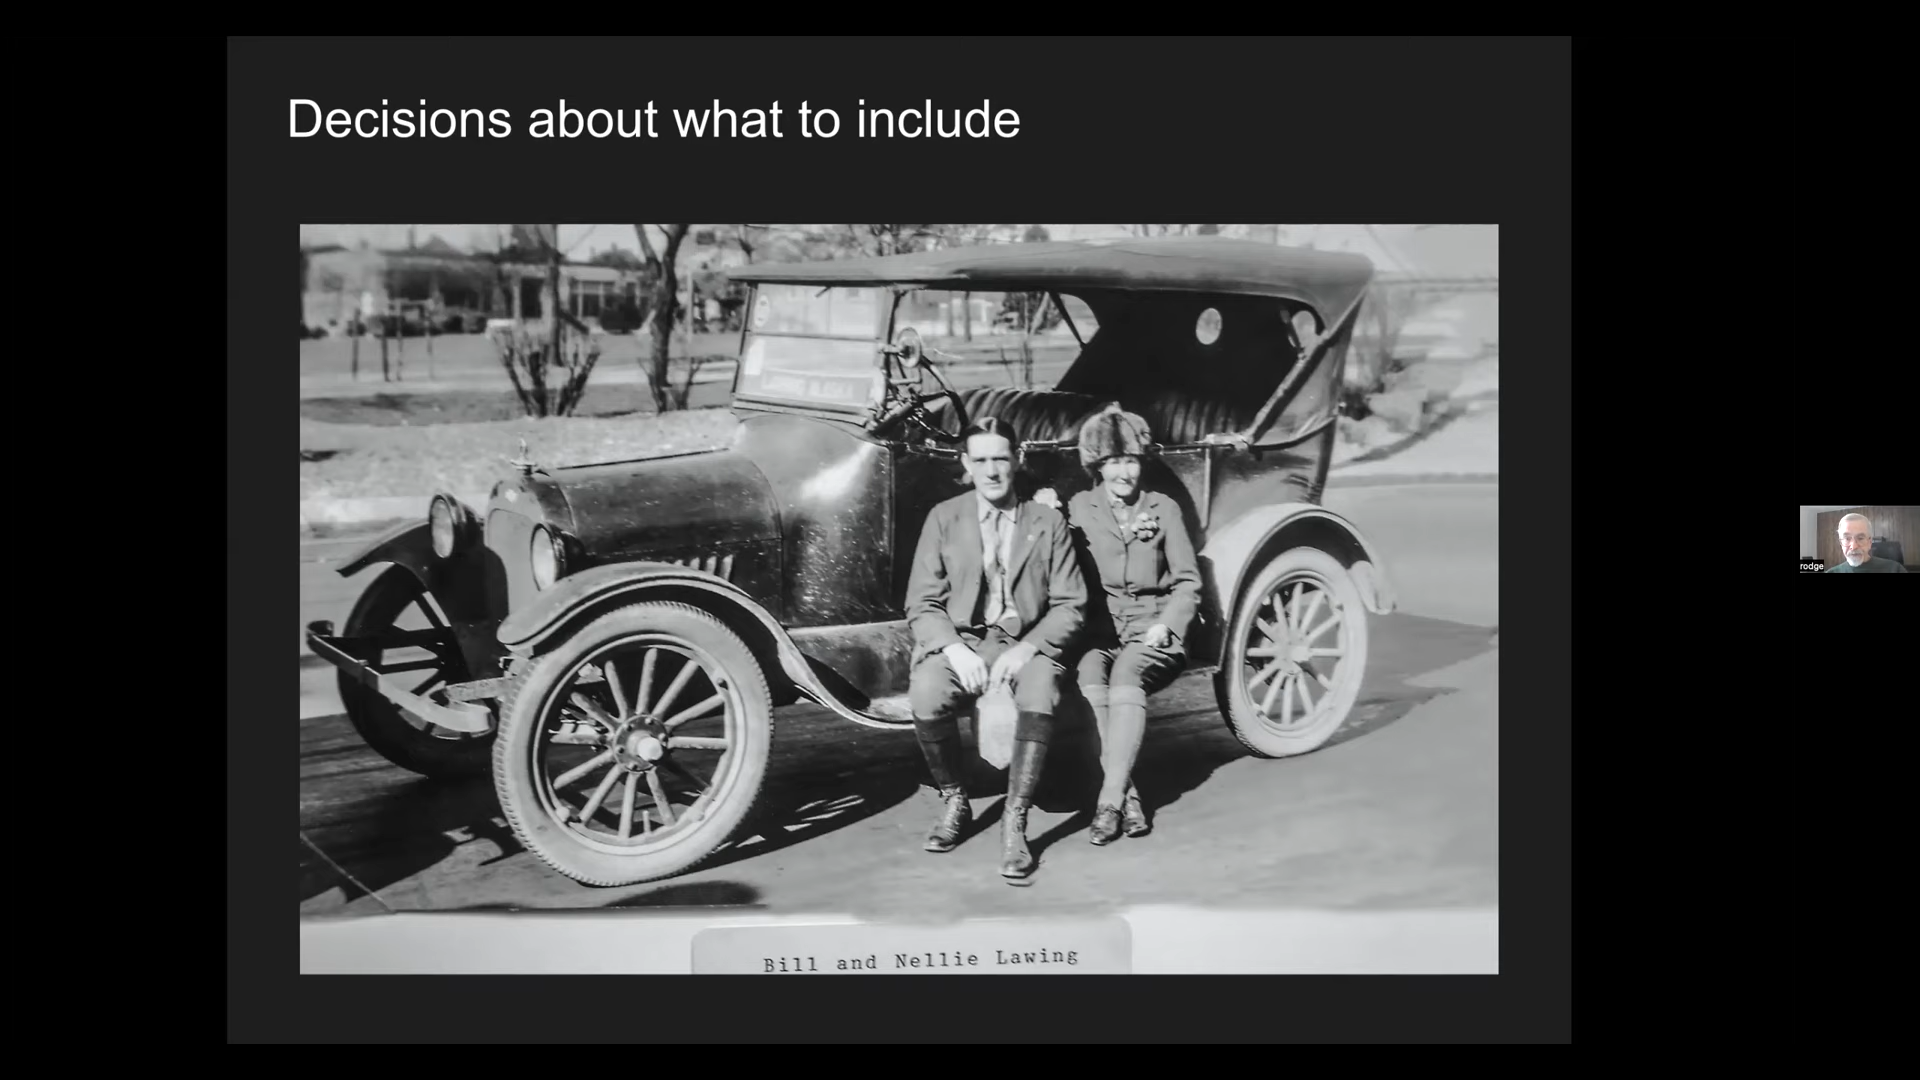 Decisions about what to include
Bill and Nellie Lawing
rodge